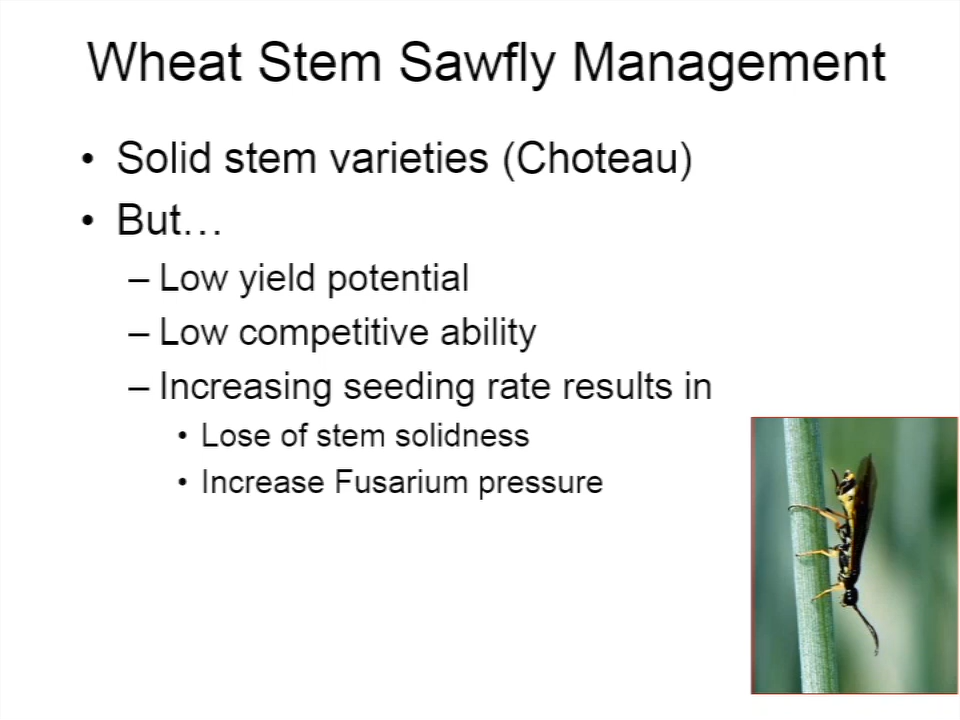 Wheat Stem Sawfly Management
• Solid stem varieties (Choteau)
• But…
– Low yield potential
– Low competitive ability
– Increasing seeding rate results in
• Lose of stem solidness
• Increase Fusarium pressure